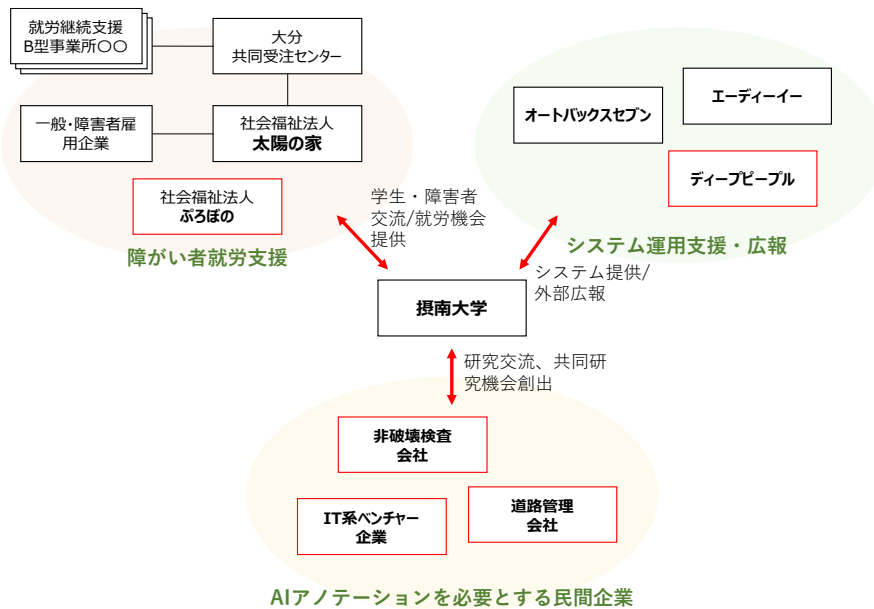 就労継続支援
B型事業所〇〇
大分
共同受注センター
一般・障害者雇
用企業
社会福祉法人
太陽の家
社会福祉法人
ぷろぼの
障がい者就労支援
学生・障害者
交流/就労機会
提供
オートバックスセブン
エーディーイー
ディープピープル
システム運用支援・広報
システム提供/
外部広報
摂南大学
研究交流、共同研
究機会創出
非破壊検査
会社
IT系ベンチャー
企業
道路管理
会社
AIアノテーションを必要とする民間企業